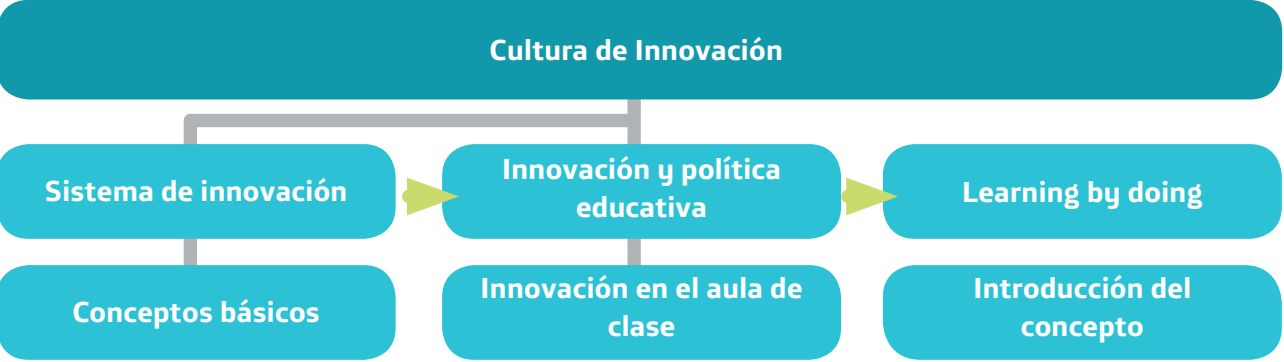 Cultura de Innovación
Sistema de innovación
Innovación y política
educativa
Learning by doing
Conceptos básicos
Innovación en el aula de
clase
Introducción del
concepto